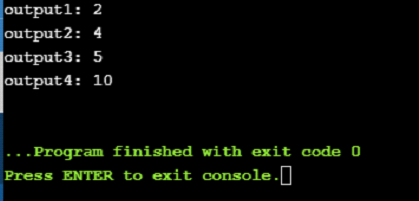 output1: 2
output2: 4
output3: 5
output4: 10
...Program finished with exit code 0
Press ENTER to exit console.